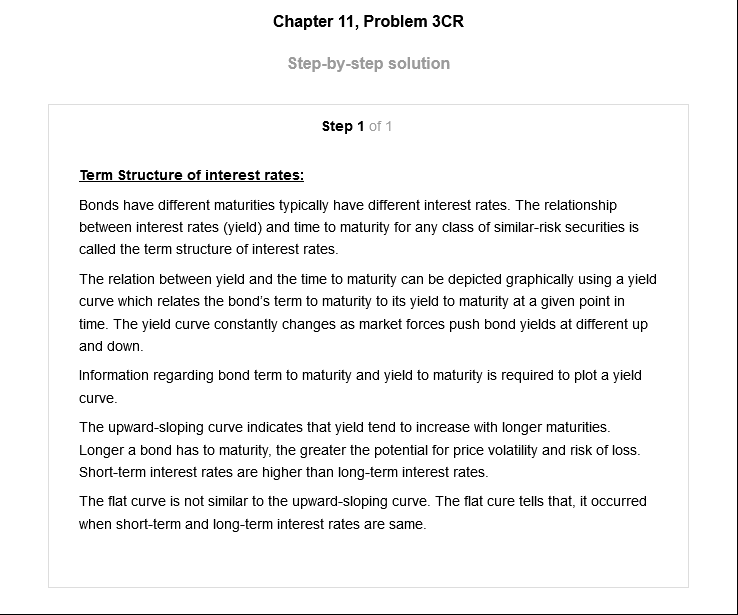 Chapter 11, Problem 3CR
Step-by-step solution
Step 1 of 1
Term Structure of interest rates:
Bonds have different maturities typically have different interest rates. The relationship
between interest rates (yield) and time to maturity for any class of similar-risk securities is
called the term structure of interest rates.
The relation between yield and the time to maturity can be depicted graphically using a yield
curve which relates the bond's term to maturity to its yield to maturity at a given point in
time. The yield curve constantly changes as market forces push bond yields at different up
and down.
Information regarding bond term to maturity and yield to maturity is required to plot a yield
curve.
The upward-sloping curve indicates that yield tend to increase with longer maturities.
Longer a bond has to maturity, the greater the potential for price volatility and risk of loss.
Short-term interest rates are higher than long-term interest rates.
The flat curve is not similar to the upward-sloping curve. The flat cure tells that, it occurred
when short-term and long-term interest rates are same.